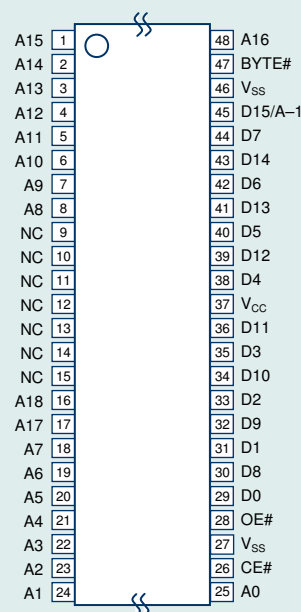 A15 1 48 A16
A14 2 47 BYTE#
A13 3 46 VSS
A12 4 45 D15/A–1
A11 5 44 D7
A10 6 43 D14
A9 7 42 D6
A8 8 41 D13
NC 9 40 D5
NC 10 39 D12
NC 11 38 D4
NC 12 37 VCC
NC 13 36 D11
NC 14 35 D3
NC 15 34 D10
A18 16 33 D2
A17 17 32 D9
A7 18 31 D1
A6 19 30 D8
A5 20 29 D0
A4 21 28 OE#
A3 22 27 VSS
A2 23 26 CE#
A1 24 25 A0